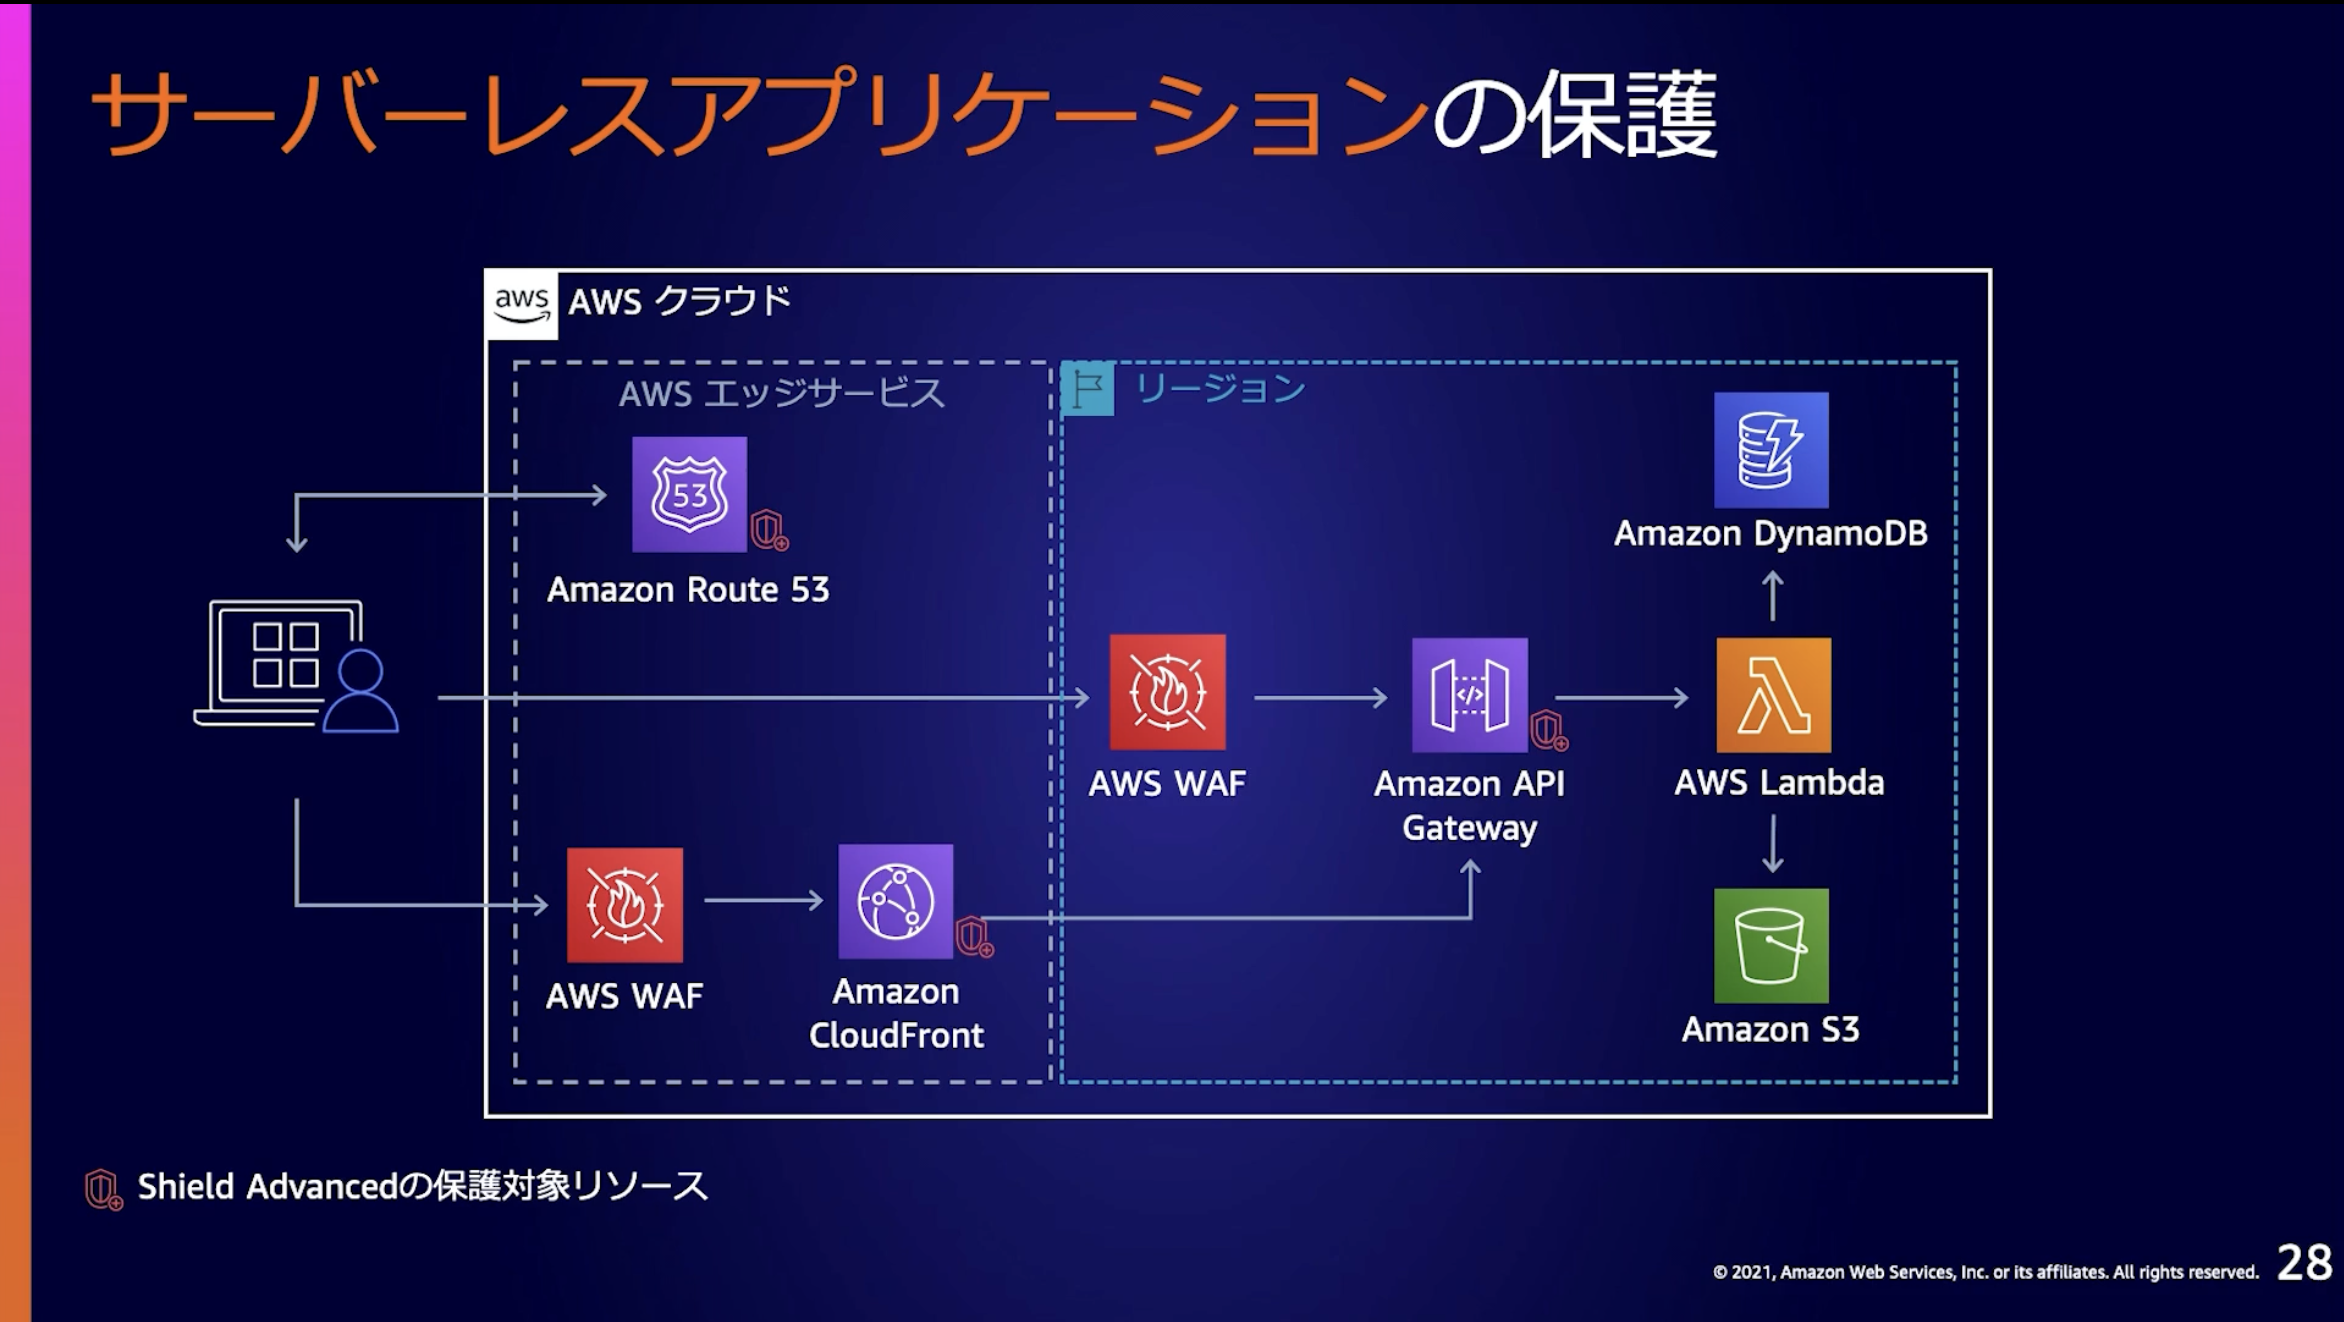 サーバーレスアプリケーションの保護
aws
AWS クラウド
AWS エッジサービス
リージョン
53
Amazon Route 53
Amazon DynamoDB
</>
AWS WAF
Amazon API
Gateway
AWS Lambda
AWS WAF
Amazon
CloudFront
Amazon S3
Shield Advancedの保護対象リソース
© 2021, Amazon Web Services, Inc. or its affiliates. All rights reserved.
28